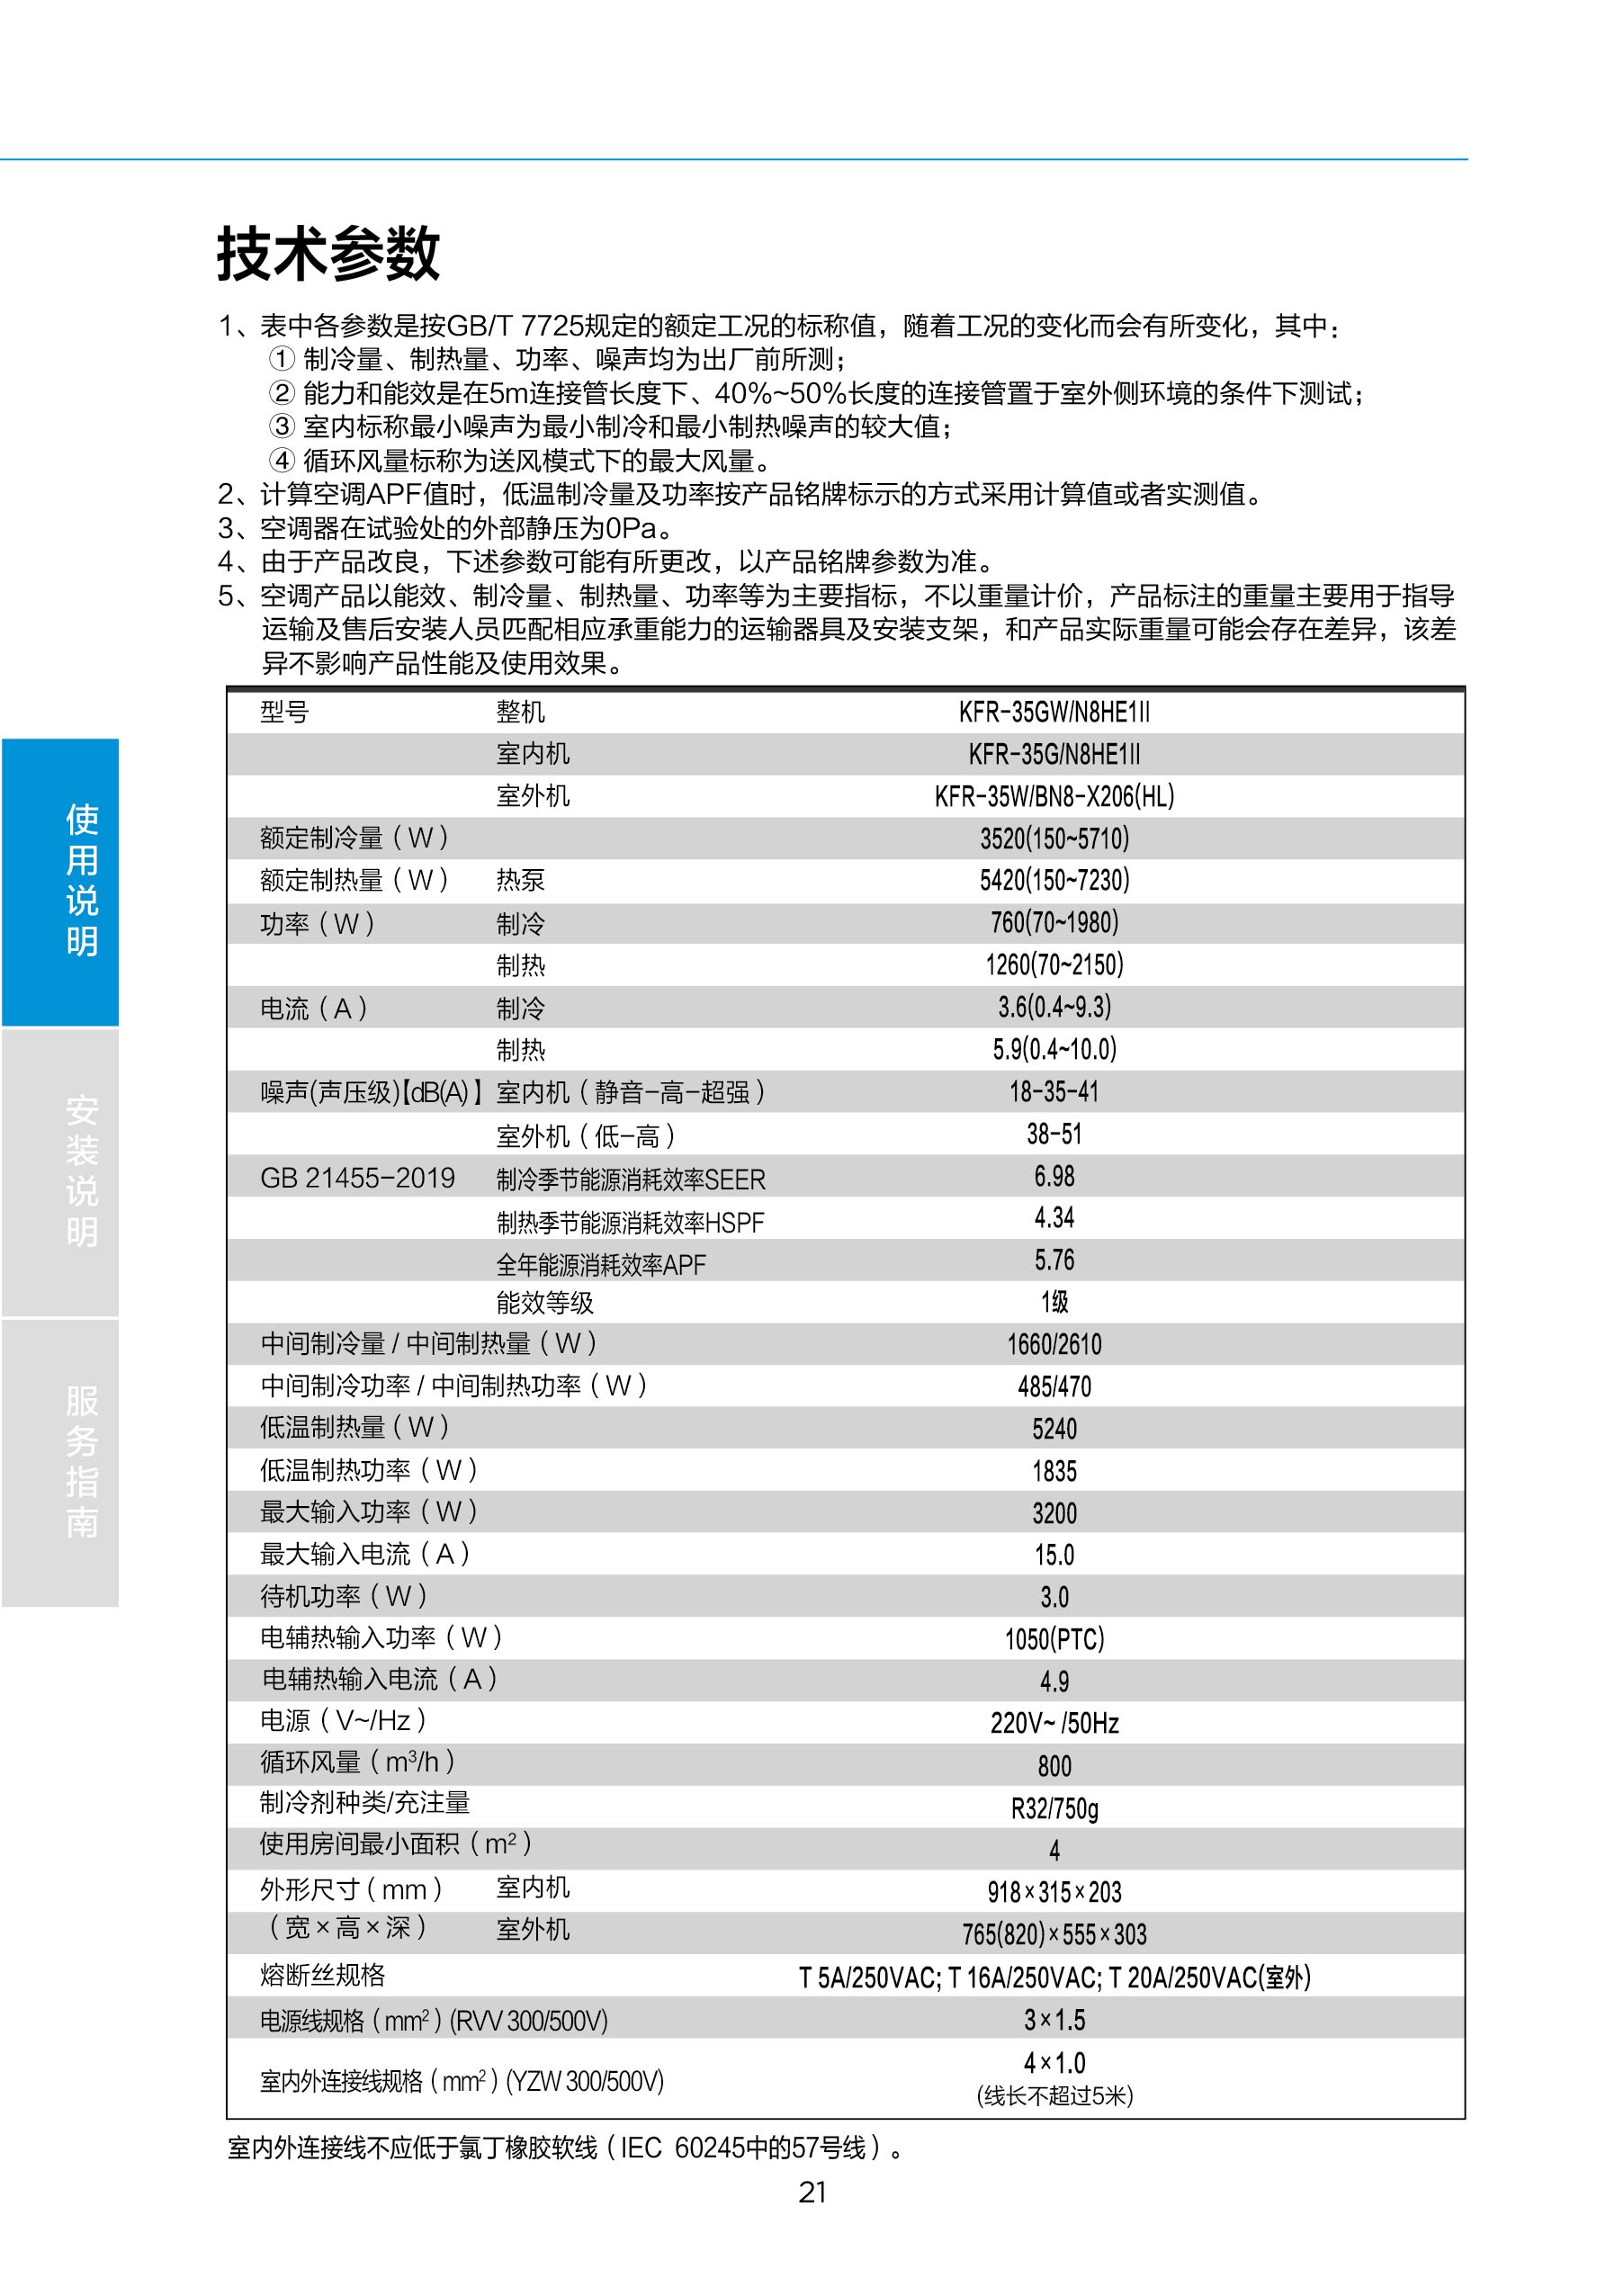 技术参数
1、表中各参数是按GB/T 7725规定的额定工况的标称值，随着工况的变化而会有所变化，其中：
① 制冷量、制热量、功率、噪声均为出厂前所测；
② 能力和能效是在5m连接管长度下、40%~50%长度的连接管置于室外侧环境的条件下测试；
③ 室内标称最小噪声为最小制冷和最小制热噪声的较大值；
④ 循环风量标称为送风模式下的最大风量。
2、计算空调APF值时，低温制冷量及功率按产品铭牌标示的方式采用计算值或者实测值。
3、空调器在试验处的外部静压为0Pa。
4、由于产品改良，下述参数可能有所更改，以产品铭牌参数为准。
5、空调产品以能效、制冷量、制热量、功率等为主要指标，不以重量计价，产品标注的重量主要用于指导
运输及售后安装人员匹配相应承重能力的运输器具及安装支架，和产品实际重量可能会存在差异，该差
异不影响产品性能及使用效果。
型号 整机 KFR-35GW/N8HE1II
室内机 KFR-35G/N8HE1II
室外机 KFR-35W/BN8-X206(HL)
额定制冷量（W） 3520(150~5710)
额定制热量（W） 热泵 5420(150~7230)
功率（W） 制冷 760(70~1980)
制热 1260(70~2150)
电流（A） 制冷 3.6(0.4~9.3)
制热 5.9(0.4~10.0)
噪声(声压级)【dB(A)】 室内机（静音-高-超强） 18-35-41
室外机（低-高） 38-51
GB 21455-2019 制冷季节能源消耗效率SEER 6.98
制热季节能源消耗效率HSPF 4.34
全年能源消耗效率APF 5.76
能效等级 1级
中间制冷量 / 中间制热量（W） 1660/2610
中间制冷功率 / 中间制热功率（W） 485/470
低温制热量（W） 5240
低温制热功率（W） 1835
最大输入功率（W） 3200
最大输入电流（A） 15.0
待机功率（W） 3.0
电辅热输入功率（W） 1050(PTC)
电辅热输入电流（A） 4.9
电源（V~/Hz） 220V~ /50Hz
循环风量（m³/h） 800
制冷剂种类/充注量 R32/750g
使用房间最小面积（m²） 4
外形尺寸（mm） 室内机 918×315×203
（宽×高×深） 室外机 765(820)×555×303
熔断丝规格 T 5A/250VAC; T 16A/250VAC; T 20A/250VAC(室外)
电源线规格（mm²）(RVV 300/500V) 3×1.5
室内外连接线规格（mm²）(YZW 300/500V) 4×1.0
(线长不超过5米)
室内外连接线不应低于氯丁橡胶软线（IEC 60245中的57号线）。
21
使用说明
安装说明
服务指南